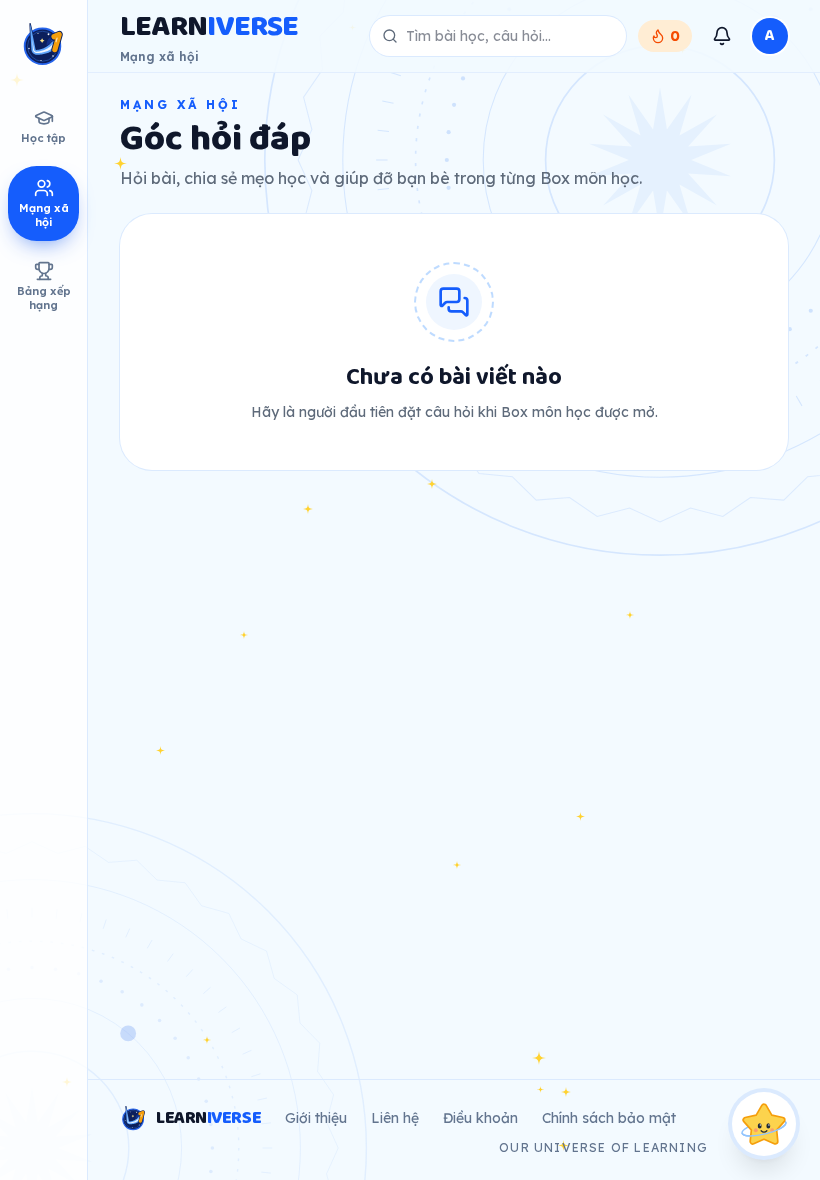 LEARNIVERSE
Mạng xã hội
Tìm bài học, câu hỏi...
0
A
Học tập
Mạng xã
hội
Bảng xếp
hạng
MẠNG XÃ HỘI
Góc hỏi đáp
Hỏi bài, chia sẻ mẹo học và giúp đỡ bạn bè trong từng Box môn học.
Chưa có bài viết nào
Hãy là người đầu tiên đặt câu hỏi khi Box môn học được mở.
LEARNIVERSE
Giới thiệu
Liên hệ
Điều khoản
Chính sách bảo mật
OUR UNIVERSE OF LEARNING